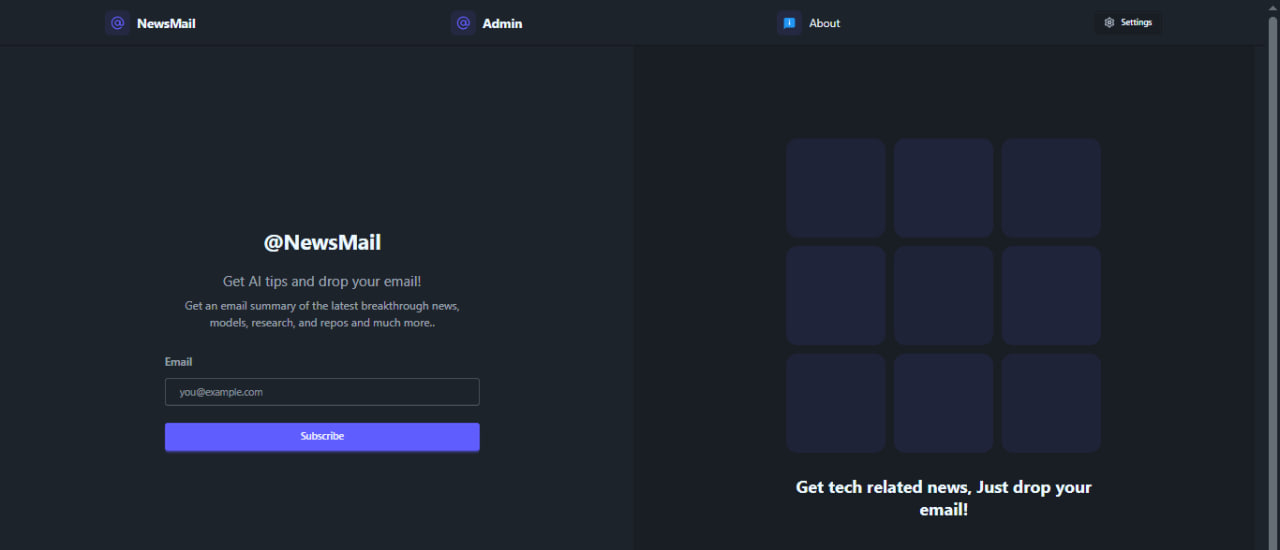 NewsMail
Admin
About
Settings
@NewsMail
Get AI tips and drop your email!
Get an email summary of the latest breakthrough news,
models, research, and repos and much more..
Email
you@example.com
Subscribe
Get tech related news, Just drop your
email!